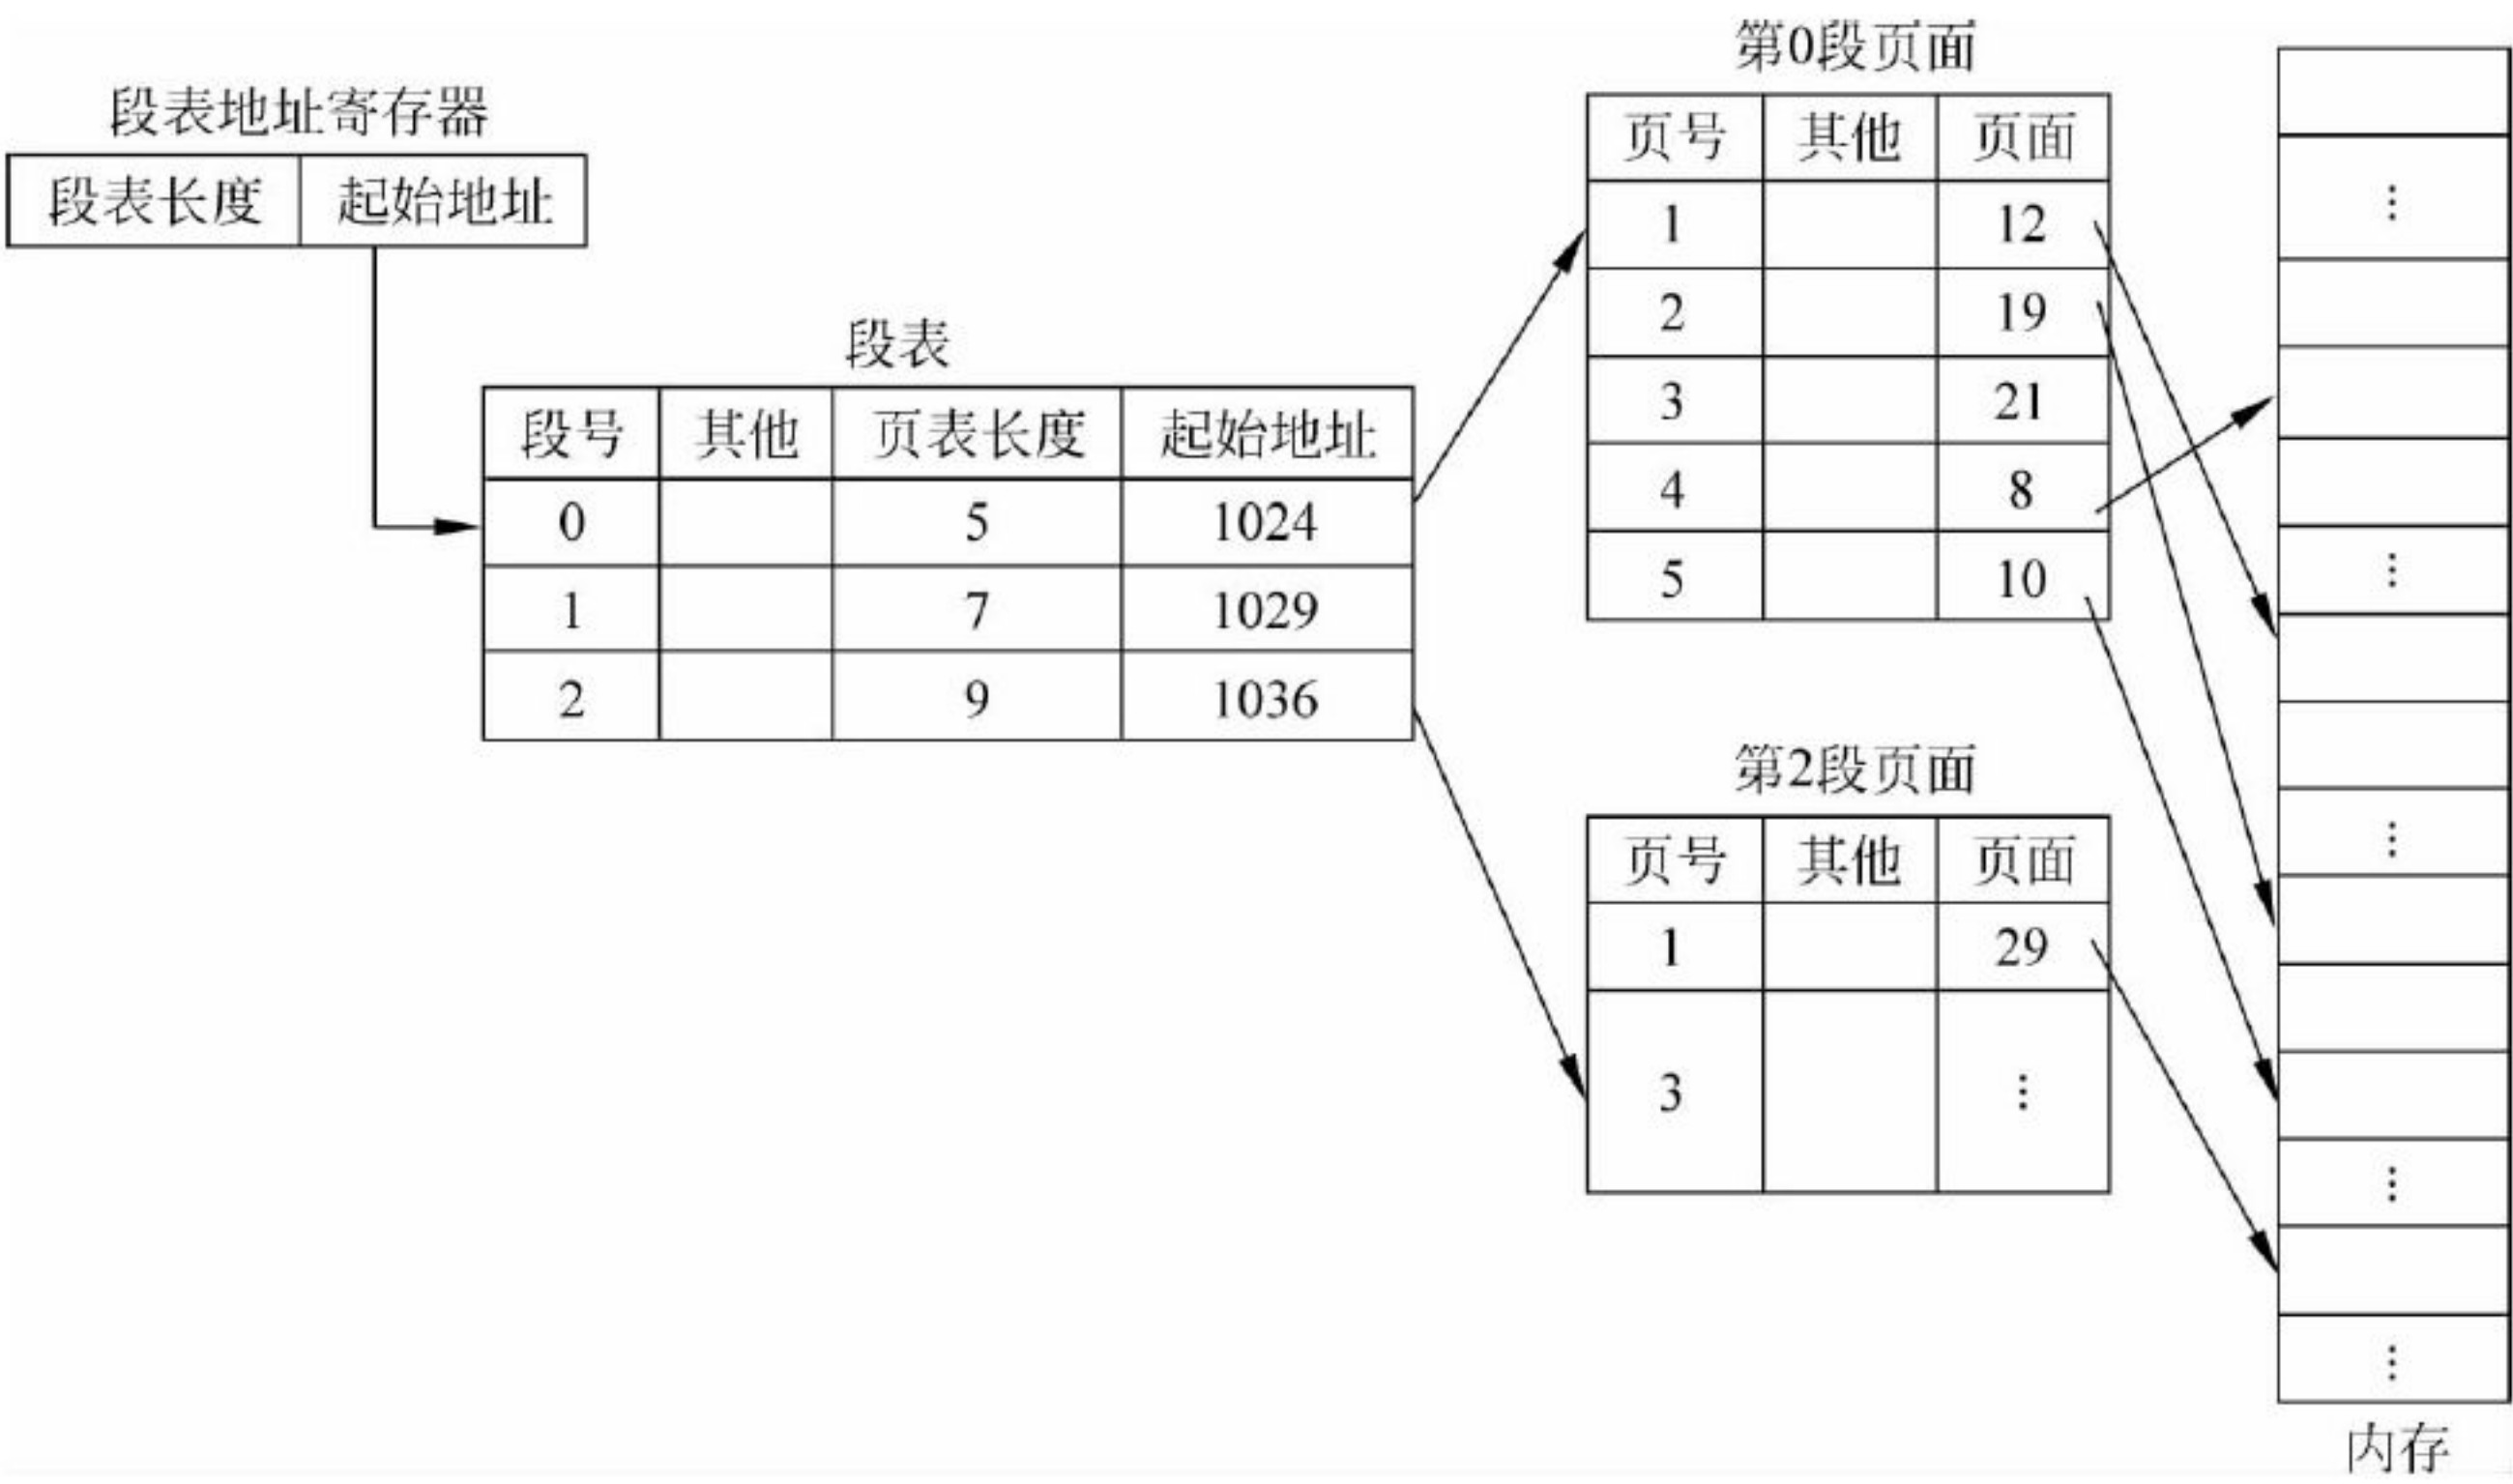 段表地址寄存器
段表长度 起始地址
段表
段号 其他 页表长度 起始地址
0 5 1024
1 7 1029
2 9 1036
第0段页面
页号 其他 页面
1 12
2 19
3 21
4 8
5 10
第2段页面
页号 其他 页面
1 29
3 ⋮
⋮
⋮
⋮
⋮
⋮
内存